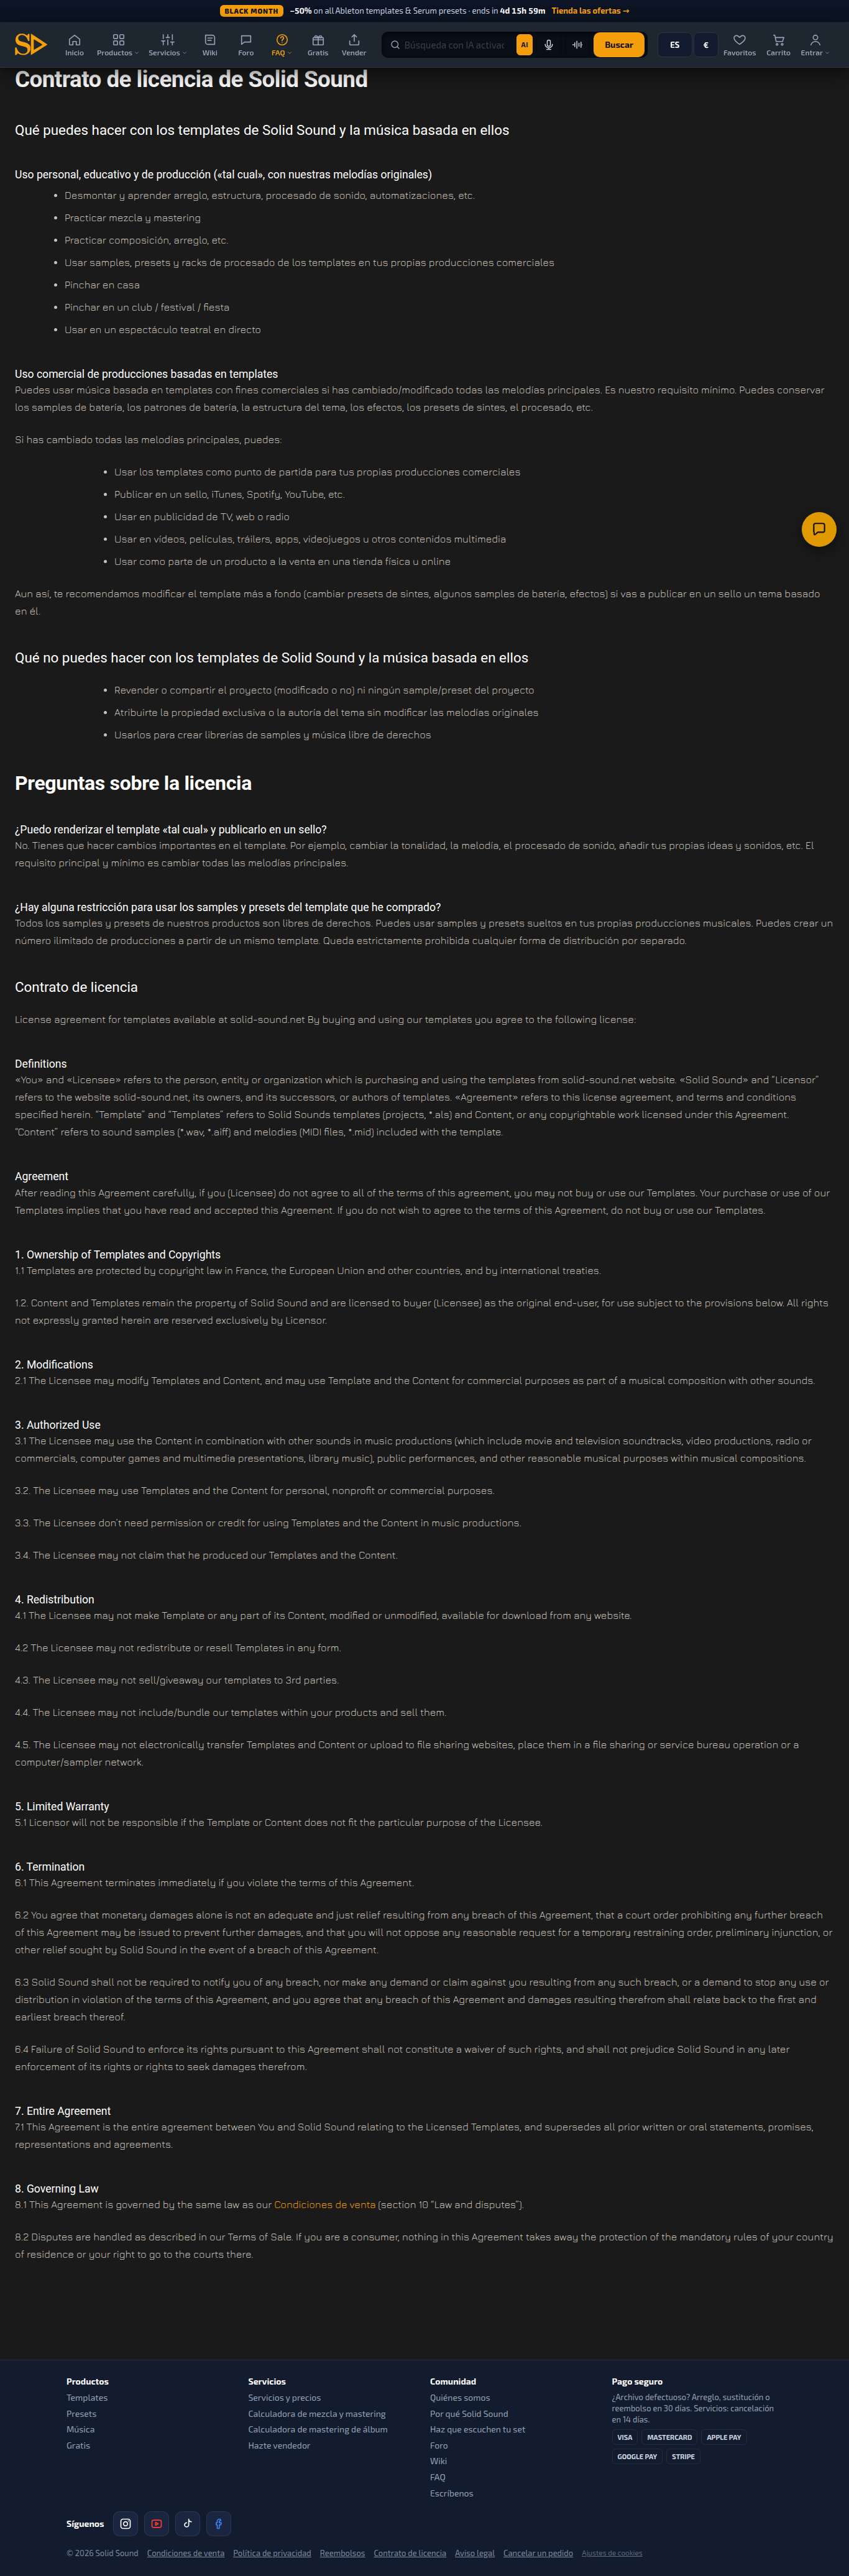 BLACK MONTH −50% on all Ableton templates & Serum presets · ends in 4d 15h 59m Tienda las ofertas →
Inicio Productos Servicios Wiki Foro FAQ Gratis Vender Búsqueda con IA activad AI Buscar ES € Favoritos Carrito Entrar
Contrato de licencia de Solid Sound
Qué puedes hacer con los templates de Solid Sound y la música basada en ellos
Uso personal, educativo y de producción («tal cual», con nuestras melodías originales)
• Desmontar y aprender arreglo, estructura, procesado de sonido, automatizaciones, etc.
• Practicar mezcla y mastering
• Practicar composición, arreglo, etc.
• Usar samples, presets y racks de procesado de los templates en tus propias producciones comerciales
• Pinchar en casa
• Pinchar en un club / festival / fiesta
• Usar en un espectáculo teatral en directo
Uso comercial de producciones basadas en templates
Puedes usar música basada en templates con fines comerciales si has cambiado/modificado todas las melodías principales. Es nuestro requisito mínimo. Puedes conservar
los samples de batería, los patrones de batería, la estructura del tema, los efectos, los presets de sintes, el procesado, etc.
Si has cambiado todas las melodías principales, puedes:
• Usar los templates como punto de partida para tus propias producciones comerciales
• Publicar en un sello, iTunes, Spotify, YouTube, etc.
• Usar en publicidad de TV, web o radio
• Usar en vídeos, películas, tráilers, apps, videojuegos u otros contenidos multimedia
• Usar como parte de un producto a la venta en una tienda física u online
Aun así, te recomendamos modificar el template más a fondo (cambiar presets de sintes, algunos samples de batería, efectos) si vas a publicar en un sello un tema basado
en él.
Qué no puedes hacer con los templates de Solid Sound y la música basada en ellos
• Revender o compartir el proyecto (modificado o no) ni ningún sample/preset del proyecto
• Atribuirte la propiedad exclusiva o la autoría del tema sin modificar las melodías originales
• Usarlos para crear librerías de samples y música libre de derechos
Preguntas sobre la licencia
¿Puedo renderizar el template «tal cual» y publicarlo en un sello?
No. Tienes que hacer cambios importantes en el template. Por ejemplo, cambiar la tonalidad, la melodía, el procesado de sonido, añadir tus propias ideas y sonidos, etc. El
requisito principal y mínimo es cambiar todas las melodías principales.
¿Hay alguna restricción para usar los samples y presets del template que he comprado?
Todos los samples y presets de nuestros productos son libres de derechos. Puedes usar samples y presets sueltos en tus propias producciones musicales. Puedes crear un
número ilimitado de producciones a partir de un mismo template. Queda estrictamente prohibida cualquier forma de distribución por separado.
Contrato de licencia
License agreement for templates available at solid-sound.net By buying and using our templates you agree to the following license:
Definitions
«You» and «Licensee» refers to the person, entity or organization which is purchasing and using the templates from solid-sound.net website. «Solid Sound» and “Licensor”
refers to the website solid-sound.net, its owners, and its successors, or authors of templates. «Agreement» refers to this license agreement, and terms and conditions
specified herein. “Template” and “Templates” refers to Solid Sounds templates (projects, *.als) and Content, or any copyrightable work licensed under this Agreement.
“Content” refers to sound samples (*.wav, *.aiff) and melodies (MIDI files, *.mid) included with the template.
Agreement
After reading this Agreement carefully, if you (Licensee) do not agree to all of the terms of this agreement, you may not buy or use our Templates. Your purchase or use of our
Templates implies that you have read and accepted this Agreement. If you do not wish to agree to the terms of this Agreement, do not buy or use our Templates.
1. Ownership of Templates and Copyrights
1.1 Templates are protected by copyright law in France, the European Union and other countries, and by international treaties.
1.2. Content and Templates remain the property of Solid Sound and are licensed to buyer (Licensee) as the original end-user, for use subject to the provisions below. All rights
not expressly granted herein are reserved exclusively by Licensor.
2. Modifications
2.1 The Licensee may modify Templates and Content, and may use Template and the Content for commercial purposes as part of a musical composition with other sounds.
3. Authorized Use
3.1 The Licensee may use the Content in combination with other sounds in music productions (which include movie and television soundtracks, video productions, radio or
commercials, computer games and multimedia presentations, library music), public performances, and other reasonable musical purposes within musical compositions.
3.2. The Licensee may use Templates and the Content for personal, nonprofit or commercial purposes.
3.3. The Licensee don’t need permission or credit for using Templates and the Content in music productions.
3.4. The Licensee may not claim that he produced our Templates and the Content.
4. Redistribution
4.1 The Licensee may not make Template or any part of its Content, modified or unmodified, available for download from any website.
4.2 The Licensee may not redistribute or resell Templates in any form.
4.3. The Licensee may not sell/giveaway our templates to 3rd parties.
4.4. The Licensee may not include/bundle our templates within your products and sell them.
4.5. The Licensee may not electronically transfer Templates and Content or upload to file sharing websites, place them in a file sharing or service bureau operation or a
computer/sampler network.
5. Limited Warranty
5.1 Licensor will not be responsible if the Template or Content does not fit the particular purpose of the Licensee.
6. Termination
6.1 This Agreement terminates immediately if you violate the terms of this Agreement.
6.2 You agree that monetary damages alone is not an adequate and just relief resulting from any breach of this Agreement, that a court order prohibiting any further breach
of this Agreement may be issued to prevent further damages, and that you will not oppose any reasonable request for a temporary restraining order, preliminary injunction, or
other relief sought by Solid Sound in the event of a breach of this Agreement.
6.3 Solid Sound shall not be required to notify you of any breach, nor make any demand or claim against you resulting from any such breach, or a demand to stop any use or
distribution in violation of the terms of this Agreement, and you agree that any breach of this Agreement and damages resulting therefrom shall relate back to the first and
earliest breach thereof.
6.4 Failure of Solid Sound to enforce its rights pursuant to this Agreement shall not constitute a waiver of such rights, and shall not prejudice Solid Sound in any later
enforcement of its rights or rights to seek damages therefrom.
7. Entire Agreement
7.1 This Agreement is the entire agreement between You and Solid Sound relating to the Licensed Templates, and supersedes all prior written or oral statements, promises,
representations and agreements.
8. Governing Law
8.1 This Agreement is governed by the same law as our Condiciones de venta (section 10 “Law and disputes”).
8.2 Disputes are handled as described in our Terms of Sale. If you are a consumer, nothing in this Agreement takes away the protection of the mandatory rules of your country
of residence or your right to go to the courts there.
Productos
Templates
Presets
Música
Gratis
Servicios
Servicios y precios
Calculadora de mezcla y mastering
Calculadora de mastering de álbum
Hazte vendedor
Comunidad
Quiénes somos
Por qué Solid Sound
Haz que escuchen tu set
Foro
Wiki
FAQ
Escríbenos
Pago seguro
¿Archivo defectuoso? Arreglo, sustitución o
reembolso en 30 días. Servicios: cancelación
en 14 días.
VISA MASTERCARD APPLE PAY
GOOGLE PAY STRIPE
Síguenos
© 2026 Solid Sound Condiciones de venta Política de privacidad Reembolsos Contrato de licencia Aviso legal Cancelar un pedido Ajustes de cookies